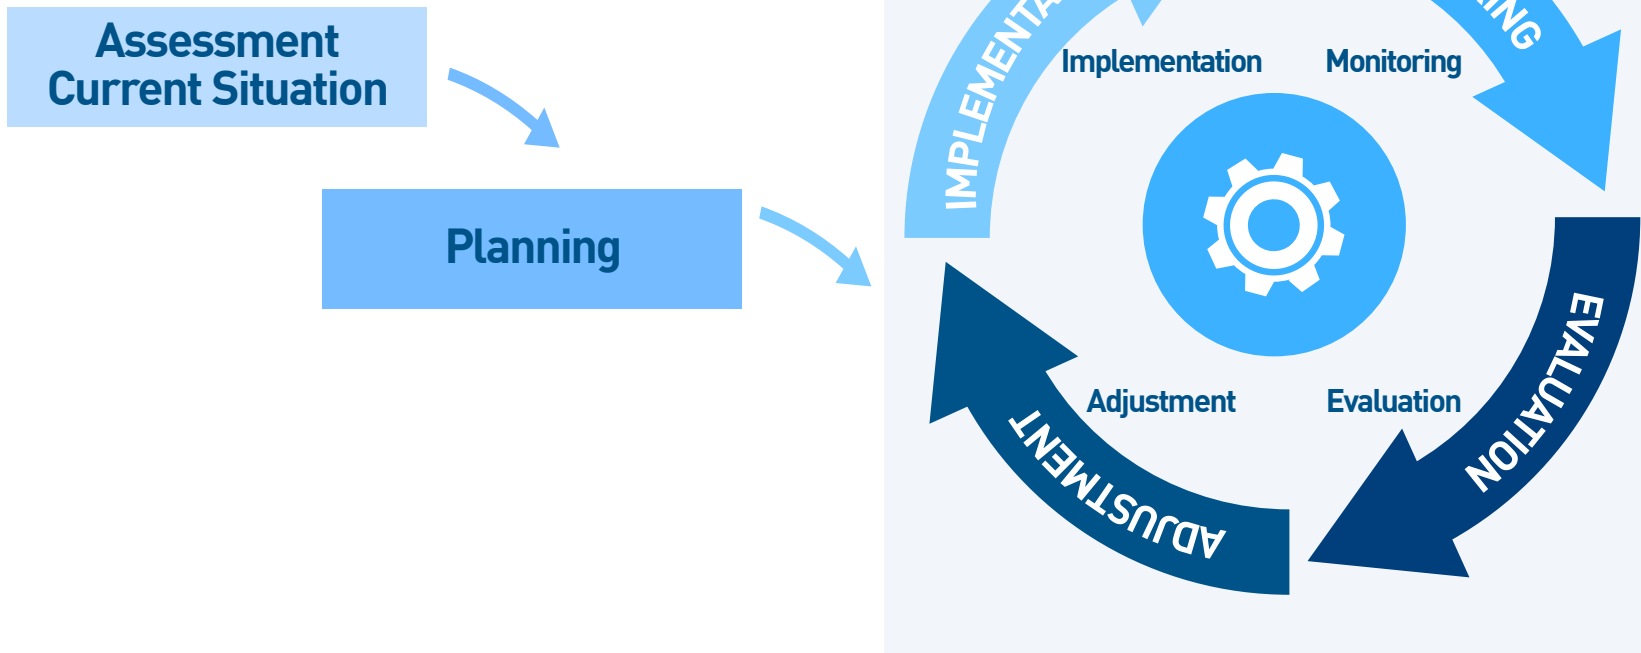 Assessment
Current Situation
Planning
Implementation
Monitoring
Adjustment
Evaluation
EVALUATION
ADJUSTMENT